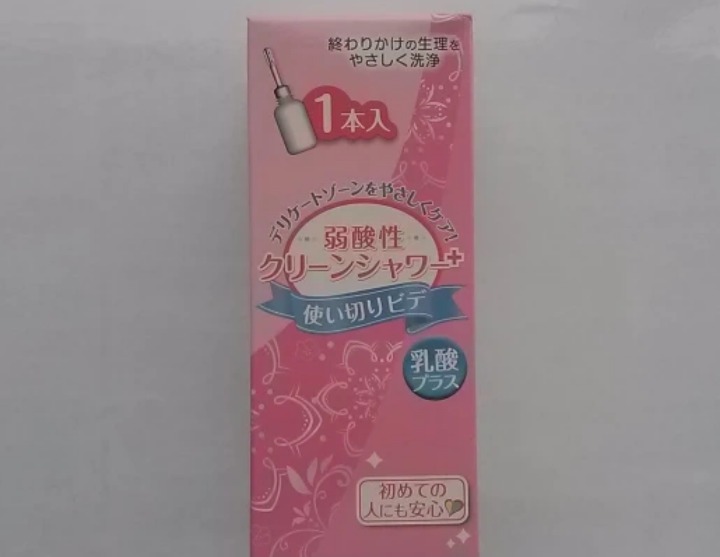 終わりかけの生理を
やさしく洗浄
1本入
デリケートゾーンをやさしくケア!
弱酸性
クリーンシャワー+
使い切りビデ
乳酸
プラス
初めての
人にも安心